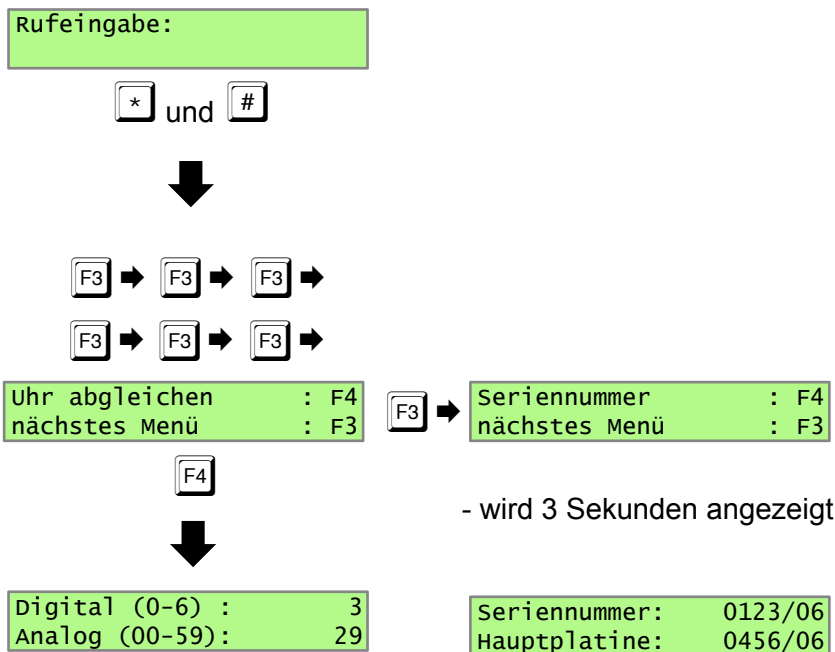 Rufeingabe:
* und #
F3 F3 F3
F3 F3 F3
Uhr abgleichen : F4
nächstes Menü : F3
F3
Seriennummer : F4
nächstes Menü : F3
F4
- wird 3 Sekunden angezeigt
Digital (0-6) : 3
Analog (00-59): 29
Seriennummer: 0123/06
Hauptplatine: 0456/06